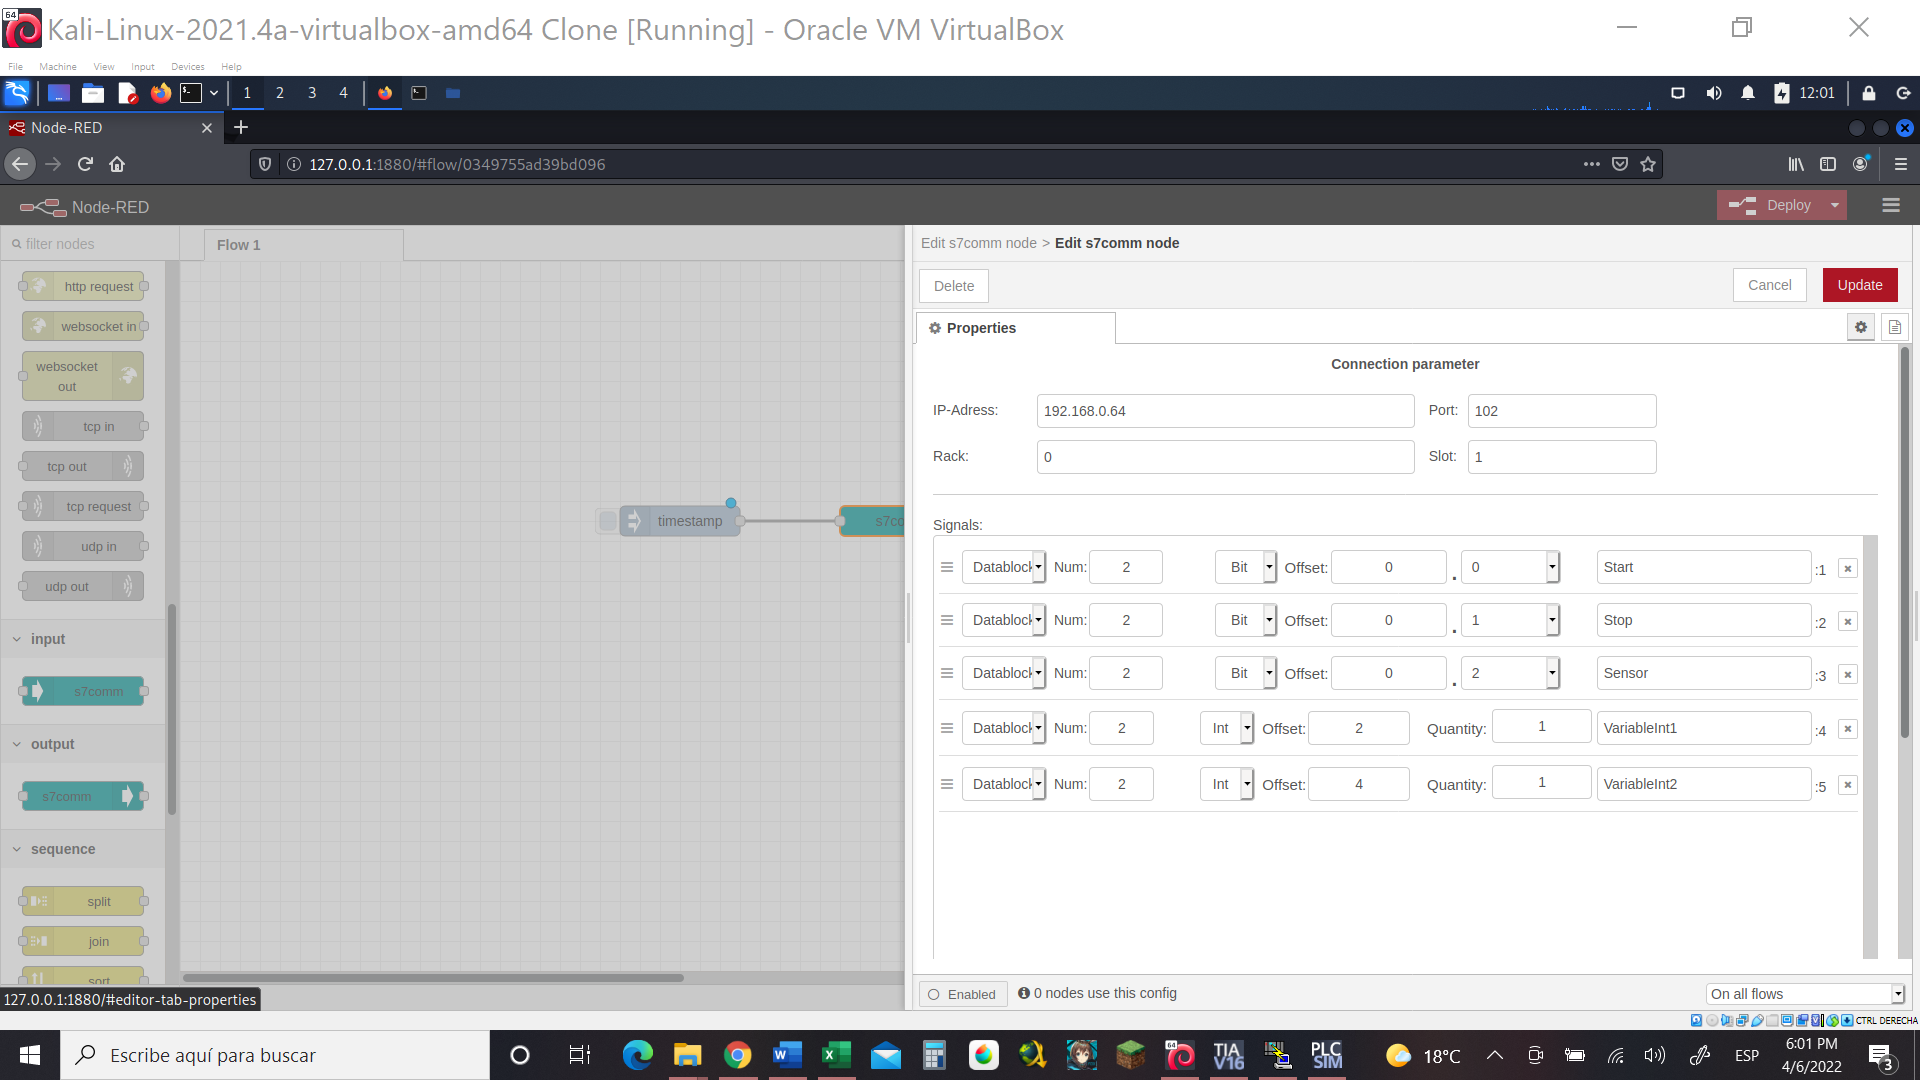 64
Kali-Linux-2021.4a-virtualbox-amd64 Clone [Running] - Oracle VM VirtualBox
File Machine View Input Devices Help
1 2 3 4 12:01
Node-RED
127.0.0.1:1880/#flow/0349755ad39bd096
Node-RED Deploy
filter nodes Flow 1 Edit s7comm node > Edit s7comm node
Delete Cancel Update
http request
websocket in
websocket out
tcp in
tcp out
tcp request
udp in
udp out
input
s7comm
output
s7comm
sequence
split
join
sort
timestamp s7co
Properties
Connection parameter
IP-Adress: 192.168.0.64 Port: 102
Rack: 0 Slot: 1
Signals:
Datablock Num: 2 Bit Offset: 0 . 0 Start :1
Datablock Num: 2 Bit Offset: 0 . 1 Stop :2
Datablock Num: 2 Bit Offset: 0 . 2 Sensor :3
Datablock Num: 2 Int Offset: 2 Quantity: 1 VariableInt1 :4
Datablock Num: 2 Int Offset: 4 Quantity: 1 VariableInt2 :5
127.0.0.1:1880/#editor-tab-properties
Enabled 0 nodes use this config On all flows
CTRL DERECHA
Escribe aquí para buscar
64
TIA V16
PLC SIM
18°C ESP
6:01 PM
4/6/2022
3